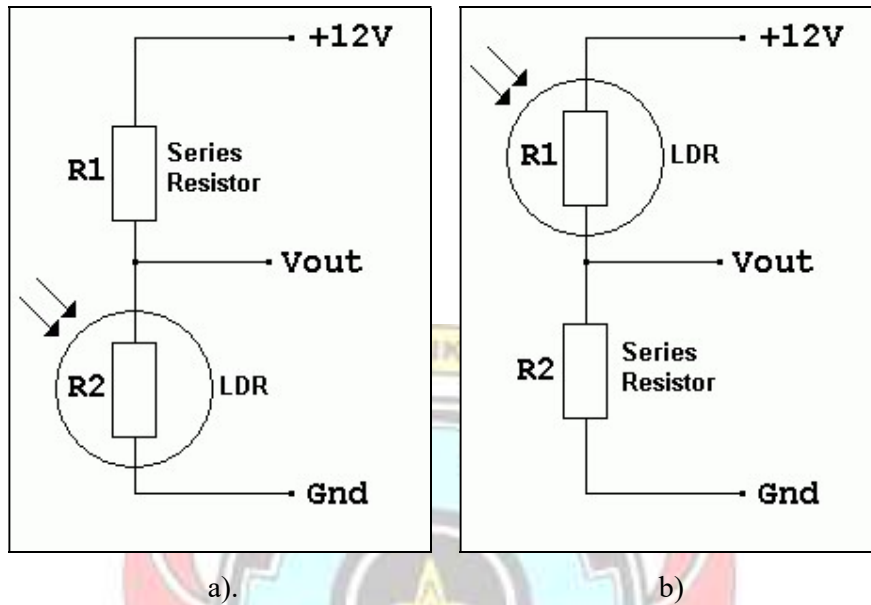 +12V
R1
Series
Resistor
Vout
R2
LDR
Gnd
a).
+12V
R1
LDR
Vout
R2
Series
Resistor
Gnd
b)